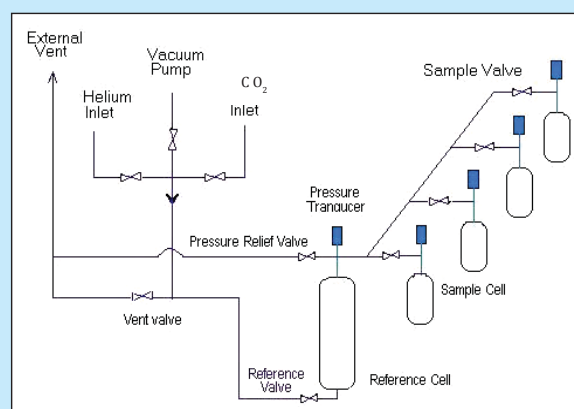 External
Vent
Vacuum
Pump
CO2
Inlet
Helium
Inlet
Sample Valve
Pressure
Tranducer
Pressure Relief Valve
Sample Cell
Vent valve
Reference
Valve
Reference Cell